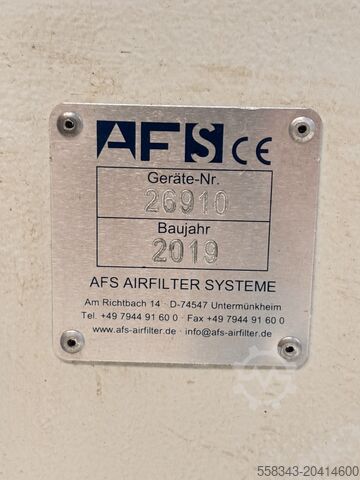 AFS CE
Geräte-Nr.
26910
Baujahr
2019
AFS AIRFILTER SYSTEME
Am Richtbach 14 · D-74547 Untermünkheim
Tel. +49 7944 91 60 0 · Fax +49 7944 91 60 0
www.afs-airfilter.de · info@afs-airfilter.de
558343-20414600